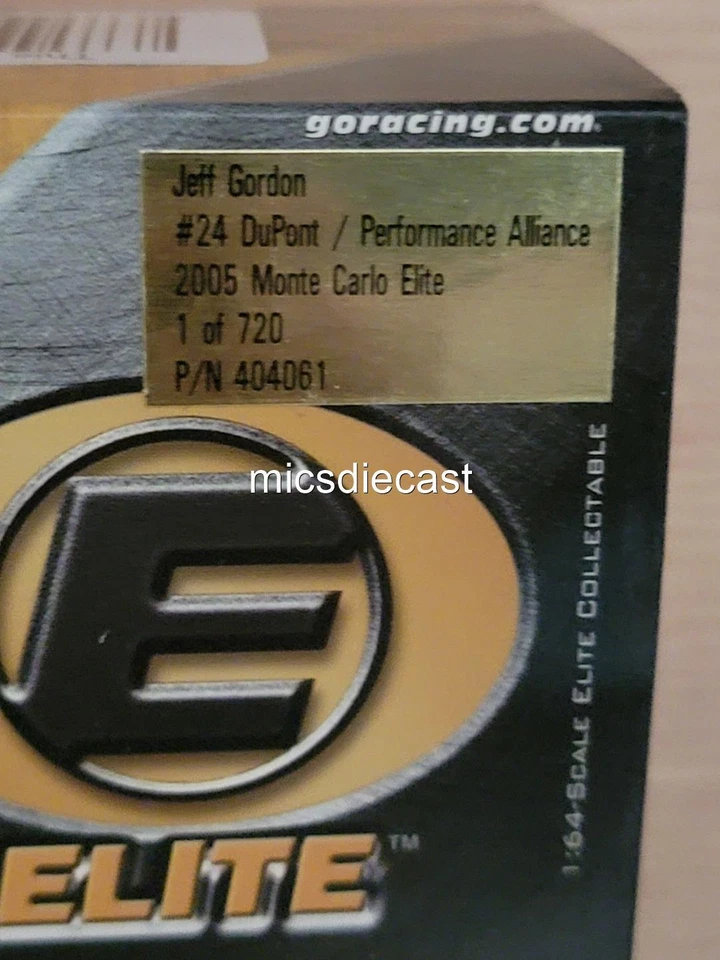 goracing.com
Jeff Gordon
#24 DuPont / Performance Alliance
2005 Monte Carlo Elite
1 of 720
P/N 404061
micsdiecast
E
ELITE™
1:64-SCALE ELITE COLLECTABLE